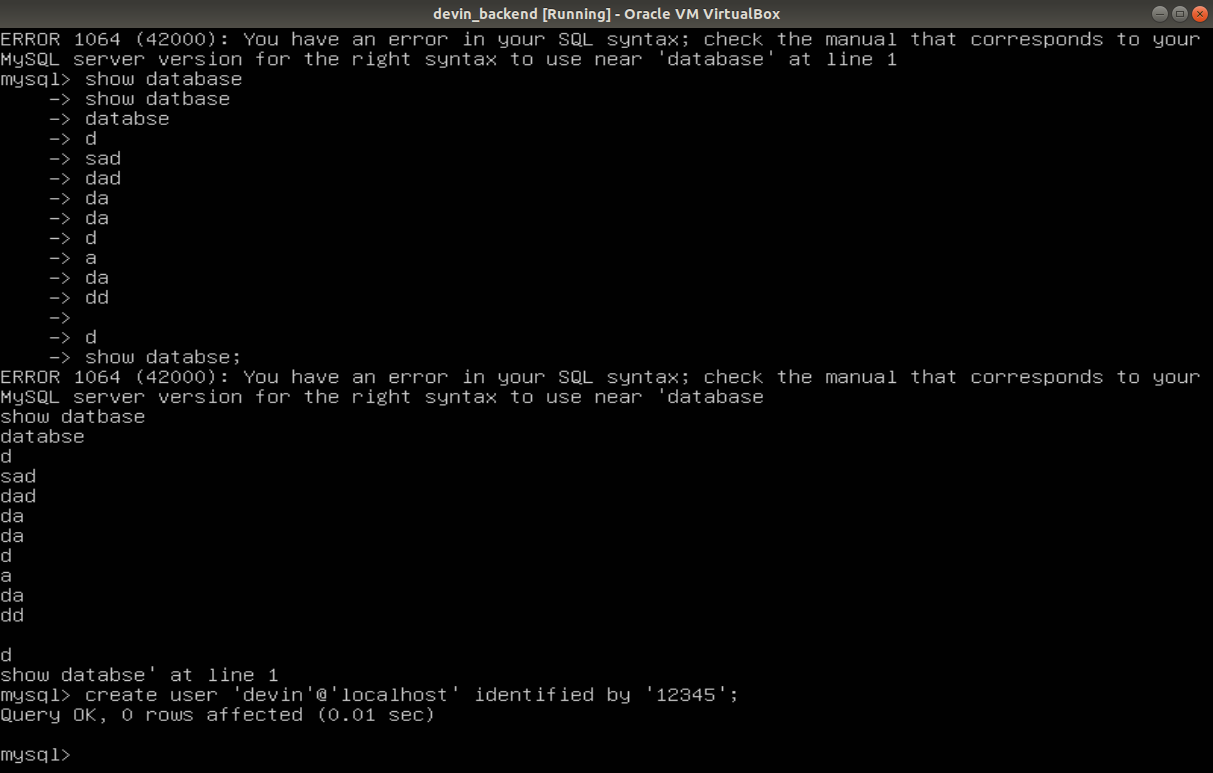 devin_backend [Running] - Oracle VM VirtualBox
ERROR 1064 (42000): You have an error in your SQL syntax; check the manual that corresponds to your
MySQL server version for the right syntax to use near 'database' at line 1
mysql> show database
    -> show datbase
    -> databse
    -> d
    -> sad
    -> dad
    -> da
    -> da
    -> d
    -> a
    -> da
    -> dd
    ->
    -> d
    -> show databse;
ERROR 1064 (42000): You have an error in your SQL syntax; check the manual that corresponds to your
MySQL server version for the right syntax to use near 'database
show datbase
databse
d
sad
dad
da
da
d
a
da
dd
d
show databse' at line 1
mysql> create user 'devin'@'localhost' identified by '12345';
Query OK, 0 rows affected (0.01 sec)
mysql>